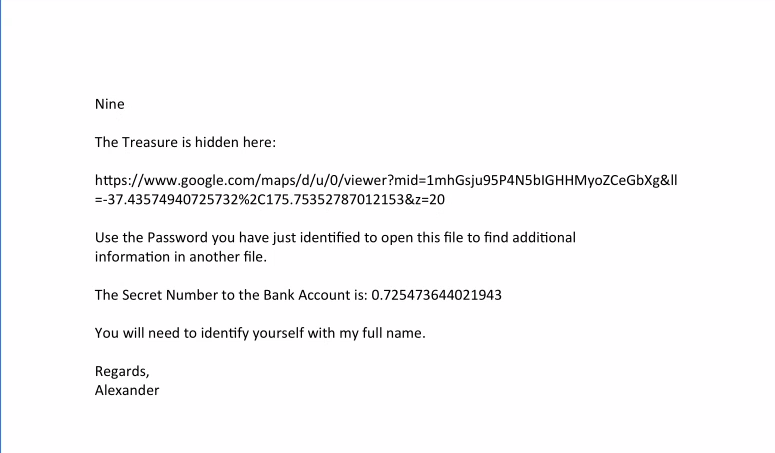 Nine
The Treasure is hidden here:
https://www.google.com/maps/d/u/0/viewer?mid=1mhGsju95P4N5bIGHHMyoZCeGbXg&ll
=-37.43574940725732%2C175.75352787012153&z=20
Use the Password you have just identified to open this file to find additional
information in another file.
The Secret Number to the Bank Account is: 0.725473644021943
You will need to identify yourself with my full name.
Regards,
Alexander